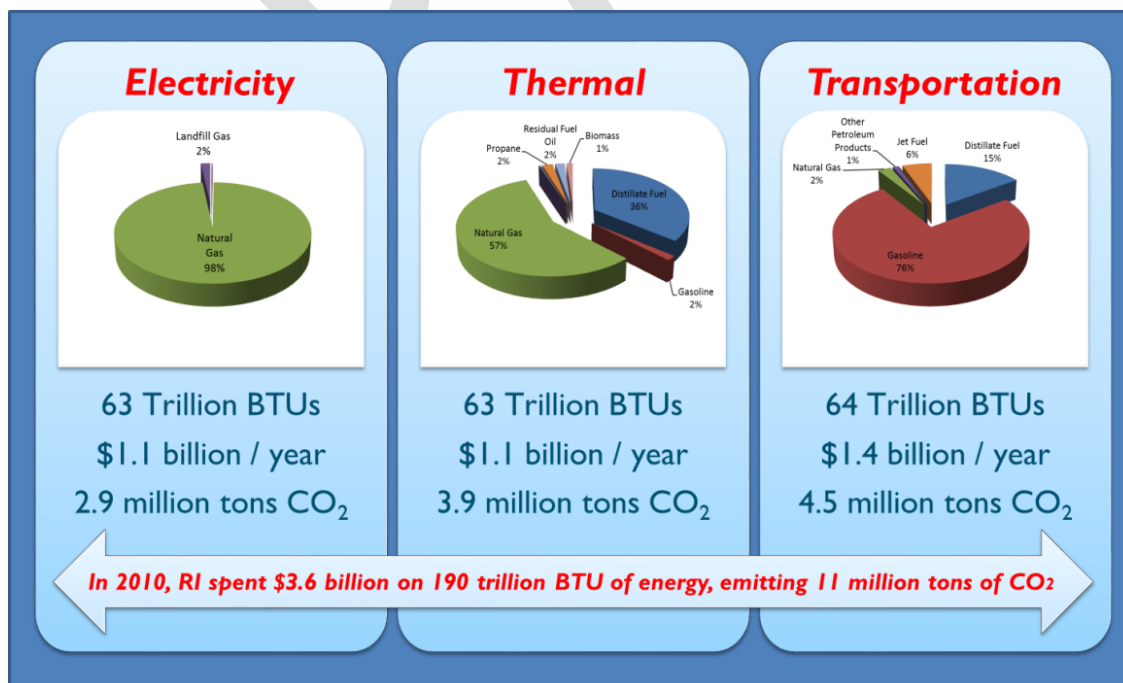 Electricity
Landfill Gas
2%
Natural
Gas
98%
63 Trillion BTUs
$1.1 billion / year
2.9 million tons CO₂
Thermal
Residual Fuel
Oil
2%
Biomass
1%
Propane
2%
Distillate Fuel
36%
Natural Gas
57%
Gasoline
2%
63 Trillion BTUs
$1.1 billion / year
3.9 million tons CO₂
Transportation
Other
Petroleum
Products
1%
Jet Fuel
6%
Distillate Fuel
15%
Natural Gas
2%
Gasoline
76%
64 Trillion BTUs
$1.4 billion / year
4.5 million tons CO₂
In 2010, RI spent $3.6 billion on 190 trillion BTU of energy, emitting 11 million tons of CO₂